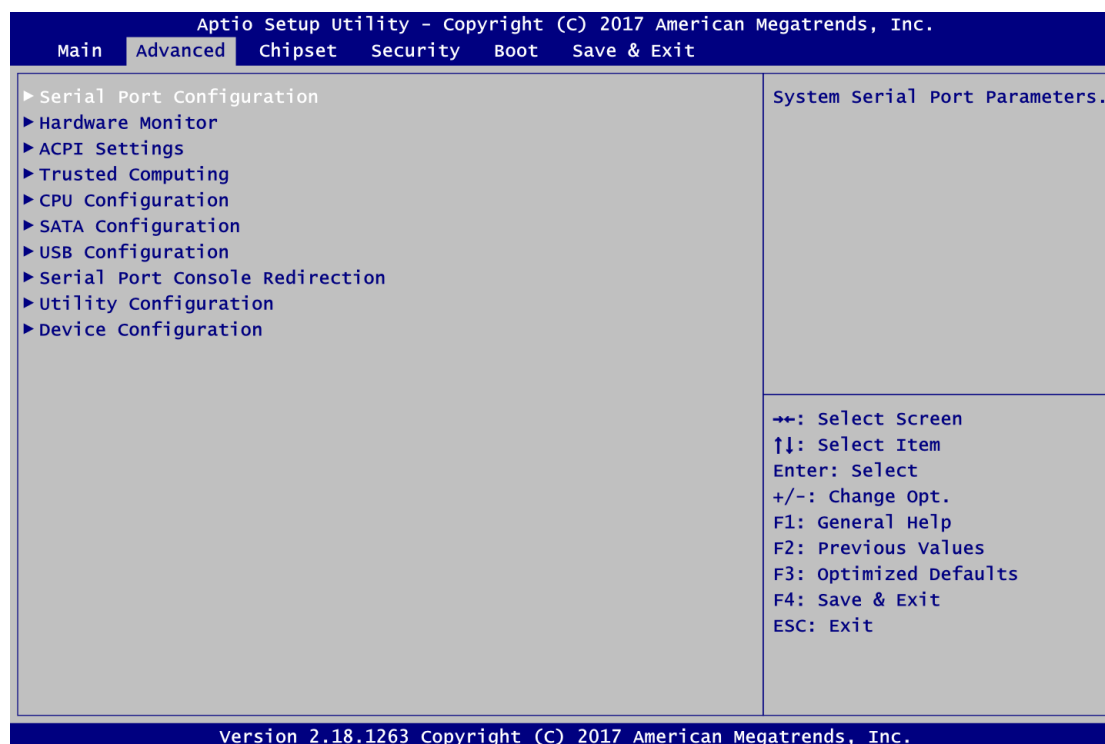 Aptio Setup Utility - Copyright (C) 2017 American Megatrends, Inc.
Main Advanced Chipset Security Boot Save & Exit
▶ Serial Port Configuration
▶ Hardware Monitor
▶ ACPI Settings
▶ Trusted Computing
▶ CPU Configuration
▶ SATA Configuration
▶ USB Configuration
▶ Serial Port Console Redirection
▶ Utility Configuration
▶ Device Configuration
System Serial Port Parameters.
→←: Select Screen
↑↓: Select Item
Enter: Select
+/-: Change Opt.
F1: General Help
F2: Previous Values
F3: Optimized Defaults
F4: Save & Exit
ESC: Exit
Version 2.18.1263 Copyright (C) 2017 American Megatrends, Inc.